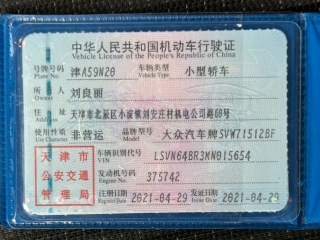 中华人民共和国机动车行驶证
Vehicle License of the People's Republic of China
号牌号码 Plate No. 津AS9N20 车辆类型 Vehicle Type 小型轿车
所有人 Owner 刘良丽
住址 Address 天津市北辰区小淀镇刘安庄村机电公司路68号
使用性质 Use Character 非营运 品牌型号 Model 大众汽车牌SVW71512BF
天津市
公安交通
管理局
车辆识别代号 VIN LSVN64BR3MN015654
发动机号码 Engine No. 375742
注册日期 Register Date 2021-04-29 发证日期 Issue Date 2021-04-29